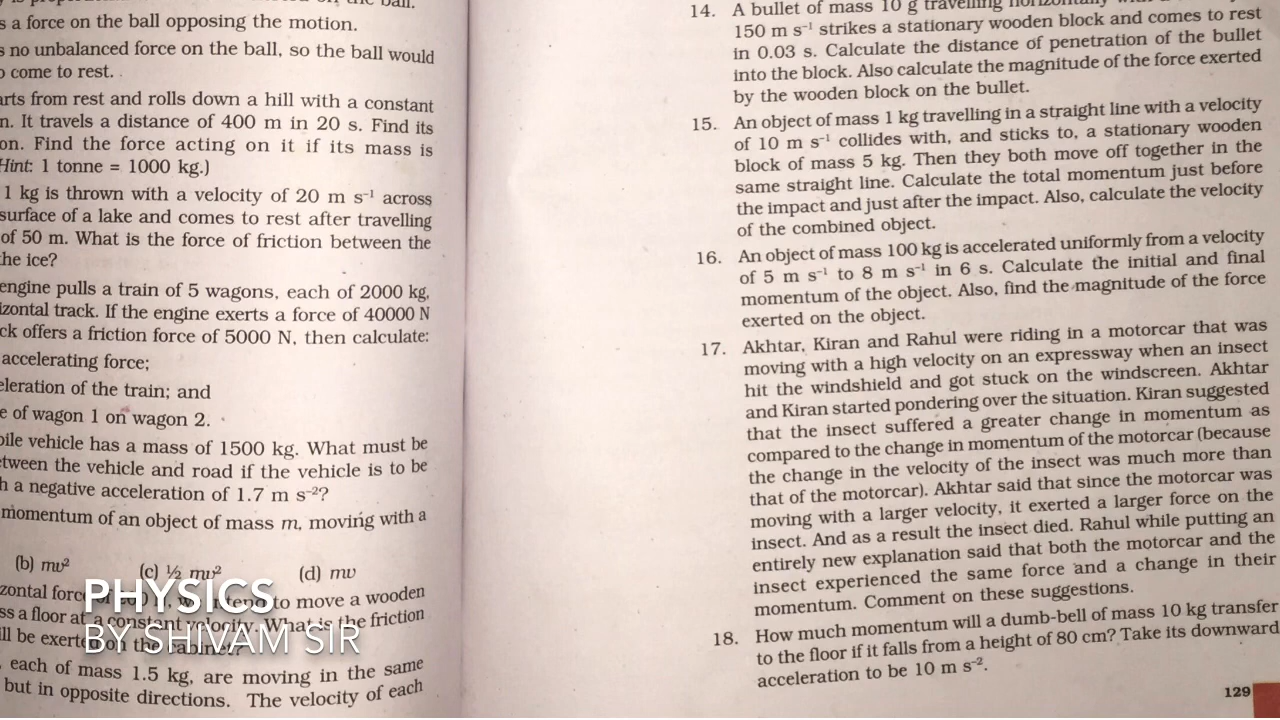 s a force on the ball opposing the motion.
s no unbalanced force on the ball, so the ball would
o come to rest.
arts from rest and rolls down a hill with a constant
n. It travels a distance of 400 m in 20 s. Find its
on. Find the force acting on it if its mass is
Hint: 1 tonne = 1000 kg.)
1 kg is thrown with a velocity of 20 m s⁻¹ across
surface of a lake and comes to rest after travelling
of 50 m. What is the force of friction between the
he ice?
engine pulls a train of 5 wagons, each of 2000 kg,
izontal track. If the engine exerts a force of 40000 N
ck offers a friction force of 5000 N, then calculate:
accelerating force;
eleration of the train; and
e of wagon 1 on wagon 2.
bile vehicle has a mass of 1500 kg. What must be
etween the vehicle and road if the vehicle is to be
h a negative acceleration of 1.7 m s⁻²?
momentum of an object of mass m, moving with a
(b) mv² (c) ½ mv² (d) mv
zontal force to move a wooden
ss a floor at a constant velocity. What is the friction
ll be exerted on the cabinet?
each of mass 1.5 kg, are moving in the same
but in opposite directions. The velocity of each
PHYSICS
BY SHIVAM SIR
14. A bullet of mass 10 g travelling horizontally with a
150 m s⁻¹ strikes a stationary wooden block and comes to rest
in 0.03 s. Calculate the distance of penetration of the bullet
into the block. Also calculate the magnitude of the force exerted
by the wooden block on the bullet.
15. An object of mass 1 kg travelling in a straight line with a velocity
of 10 m s⁻¹ collides with, and sticks to, a stationary wooden
block of mass 5 kg. Then they both move off together in the
same straight line. Calculate the total momentum just before
the impact and just after the impact. Also, calculate the velocity
of the combined object.
16. An object of mass 100 kg is accelerated uniformly from a velocity
of 5 m s⁻¹ to 8 m s⁻¹ in 6 s. Calculate the initial and final
momentum of the object. Also, find the magnitude of the force
exerted on the object.
17. Akhtar, Kiran and Rahul were riding in a motorcar that was
moving with a high velocity on an expressway when an insect
hit the windshield and got stuck on the windscreen. Akhtar
and Kiran started pondering over the situation. Kiran suggested
that the insect suffered a greater change in momentum as
compared to the change in momentum of the motorcar (because
the change in the velocity of the insect was much more than
that of the motorcar). Akhtar said that since the motorcar was
moving with a larger velocity, it exerted a larger force on the
insect. And as a result the insect died. Rahul while putting an
entirely new explanation said that both the motorcar and the
insect experienced the same force and a change in their
momentum. Comment on these suggestions.
18. How much momentum will a dumb-bell of mass 10 kg transfer
to the floor if it falls from a height of 80 cm? Take its downward
acceleration to be 10 m s⁻².
129